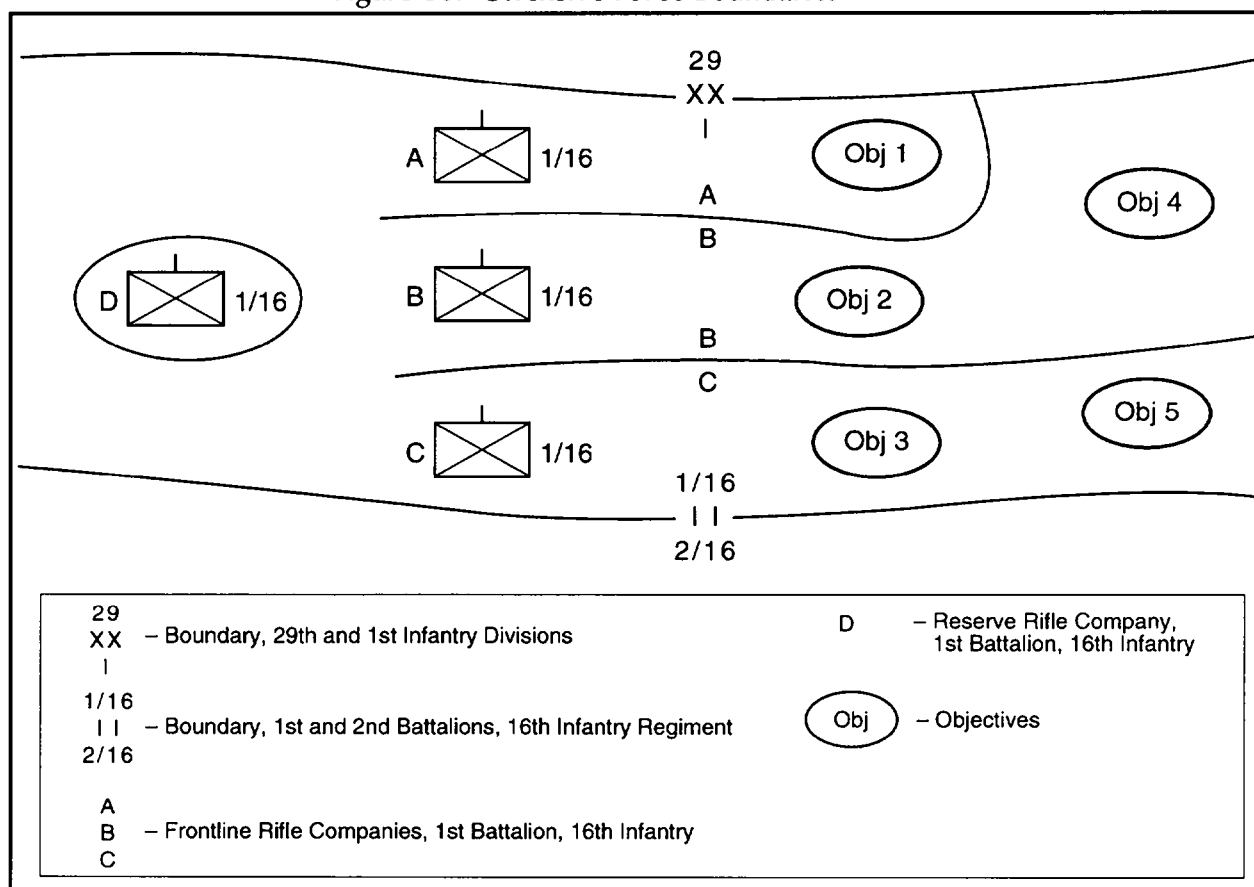 29
XX
I
A 1/16
Obj 1
A
B
Obj 4
D 1/16
B 1/16
Obj 2
B
C
C 1/16
Obj 3
Obj 5
1/16
I I
2/16
29
XX – Boundary, 29th and 1st Infantry Divisions
I
1/16
I I – Boundary, 1st and 2nd Battalions, 16th Infantry Regiment
2/16
A
B – Frontline Rifle Companies, 1st Battalion, 16th Infantry
C
D – Reserve Rifle Company,
1st Battalion, 16th Infantry
Obj – Objectives